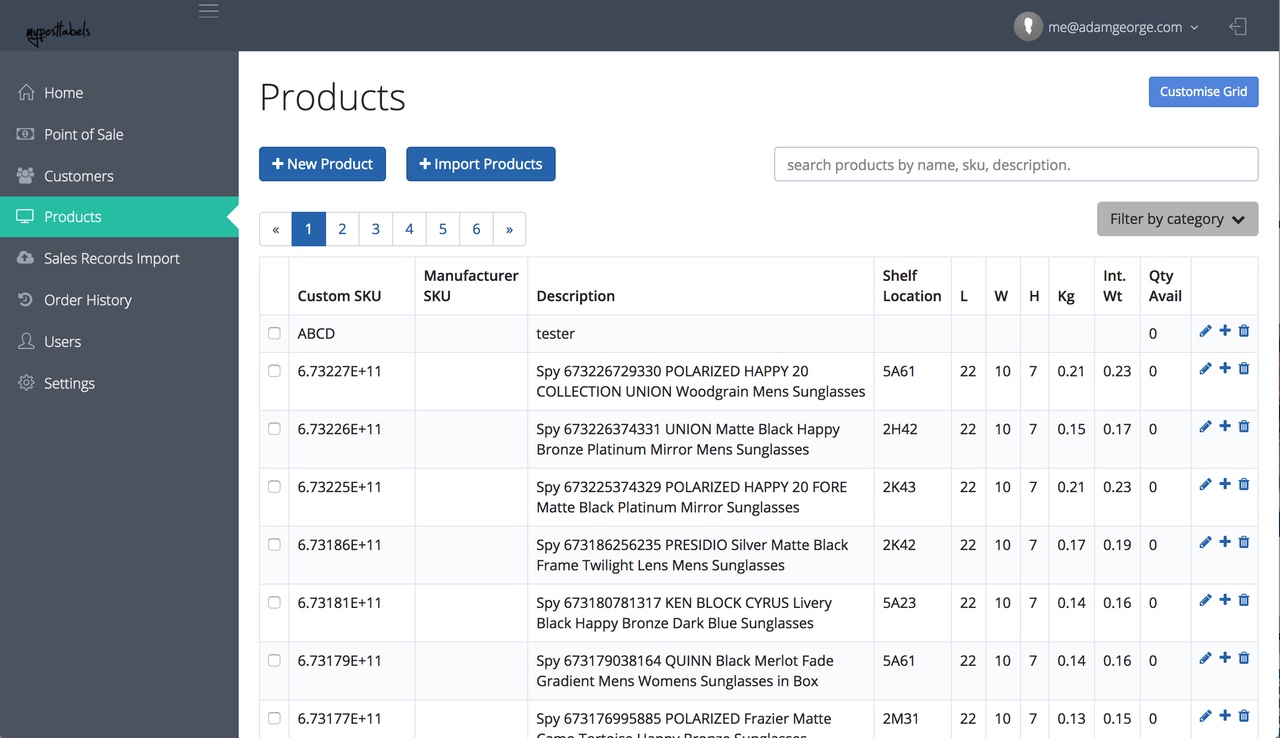 mypostlabels
me@adamgeorge.com
Home
Point of Sale
Customers
Products
Sales Records Import
Order History
Users
Settings
Products
Customise Grid
+ New Product
+ Import Products
search products by name, sku, description.
« 1 2 3 4 5 6 »
Filter by category
Custom SKU Manufacturer SKU Description Shelf Location L W H Kg Int. Wt Qty Avail
ABCD tester 0
6.73227E+11 Spy 673226729330 POLARIZED HAPPY 20 5A61 22 10 7 0.21 0.23 0
COLLECTION UNION Woodgrain Mens Sunglasses
6.73226E+11 Spy 673226374331 UNION Matte Black Happy 2H42 22 10 7 0.15 0.17 0
Bronze Platinum Mirror Mens Sunglasses
6.73225E+11 Spy 673225374329 POLARIZED HAPPY 20 FORE 2K43 22 10 7 0.21 0.23 0
Matte Black Platinum Mirror Sunglasses
6.73186E+11 Spy 673186256235 PRESIDIO Silver Matte Black 2K42 22 10 7 0.17 0.19 0
Frame Twilight Lens Mens Sunglasses
6.73181E+11 Spy 673180781317 KEN BLOCK CYRUS Livery 5A23 22 10 7 0.14 0.16 0
Black Happy Bronze Dark Blue Sunglasses
6.73179E+11 Spy 673179038164 QUINN Black Merlot Fade 5A61 22 10 7 0.14 0.16 0
Gradient Mens Womens Sunglasses in Box
6.73177E+11 Spy 673176995885 POLARIZED Frazier Matte 2M31 22 10 7 0.13 0.15 0
Camo Tortoise Happy Bronze Sunglasses